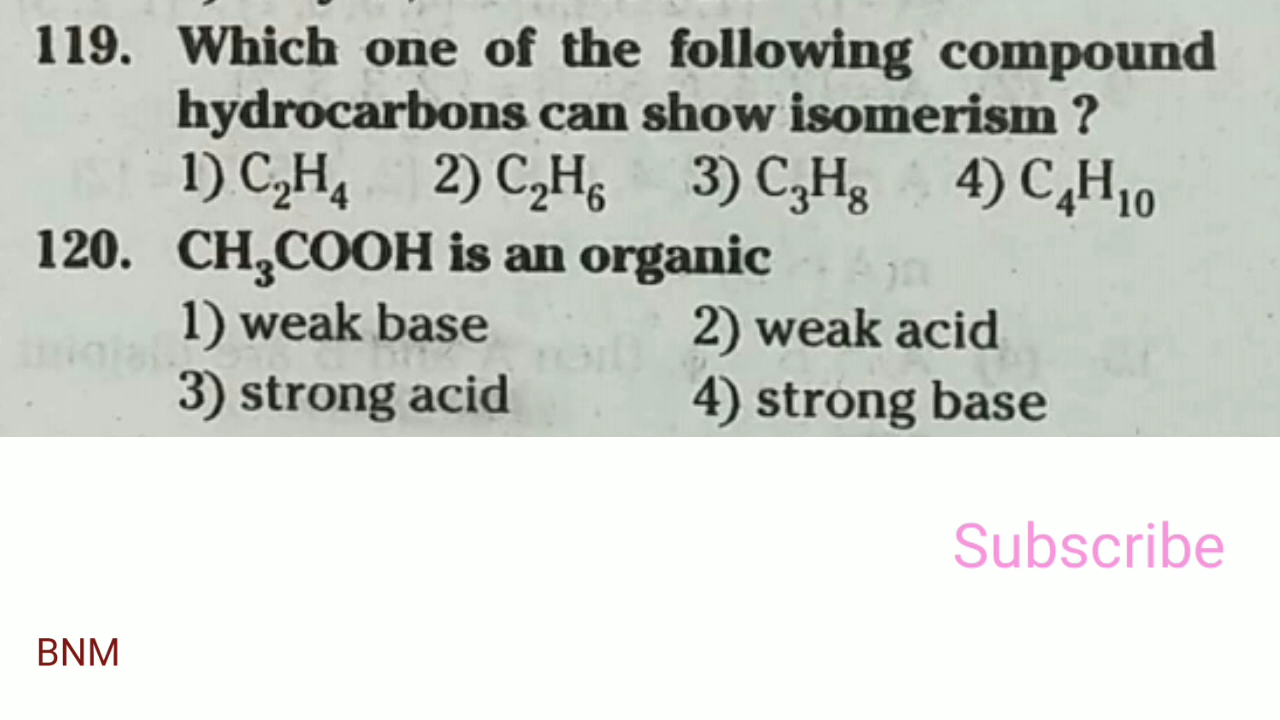 119. Which one of the following compound
hydrocarbons can show isomerism ?
1) C₂H₄ 2) C₂H₆ 3) C₃H₈ 4) C₄H₁₀
120. CH₃COOH is an organic
1) weak base 2) weak acid
3) strong acid 4) strong base
Subscribe
BNM